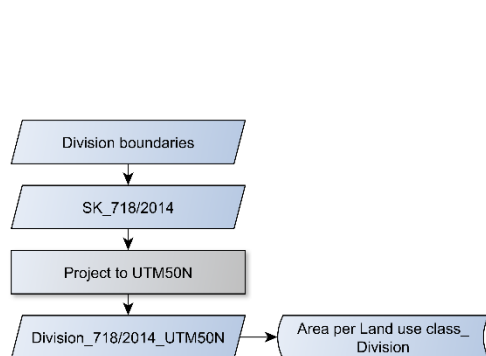 Division boundaries
SK_718/2014
Project to UTM50N
Division_718/2014_UTM50N
Area per Land use class_
Division